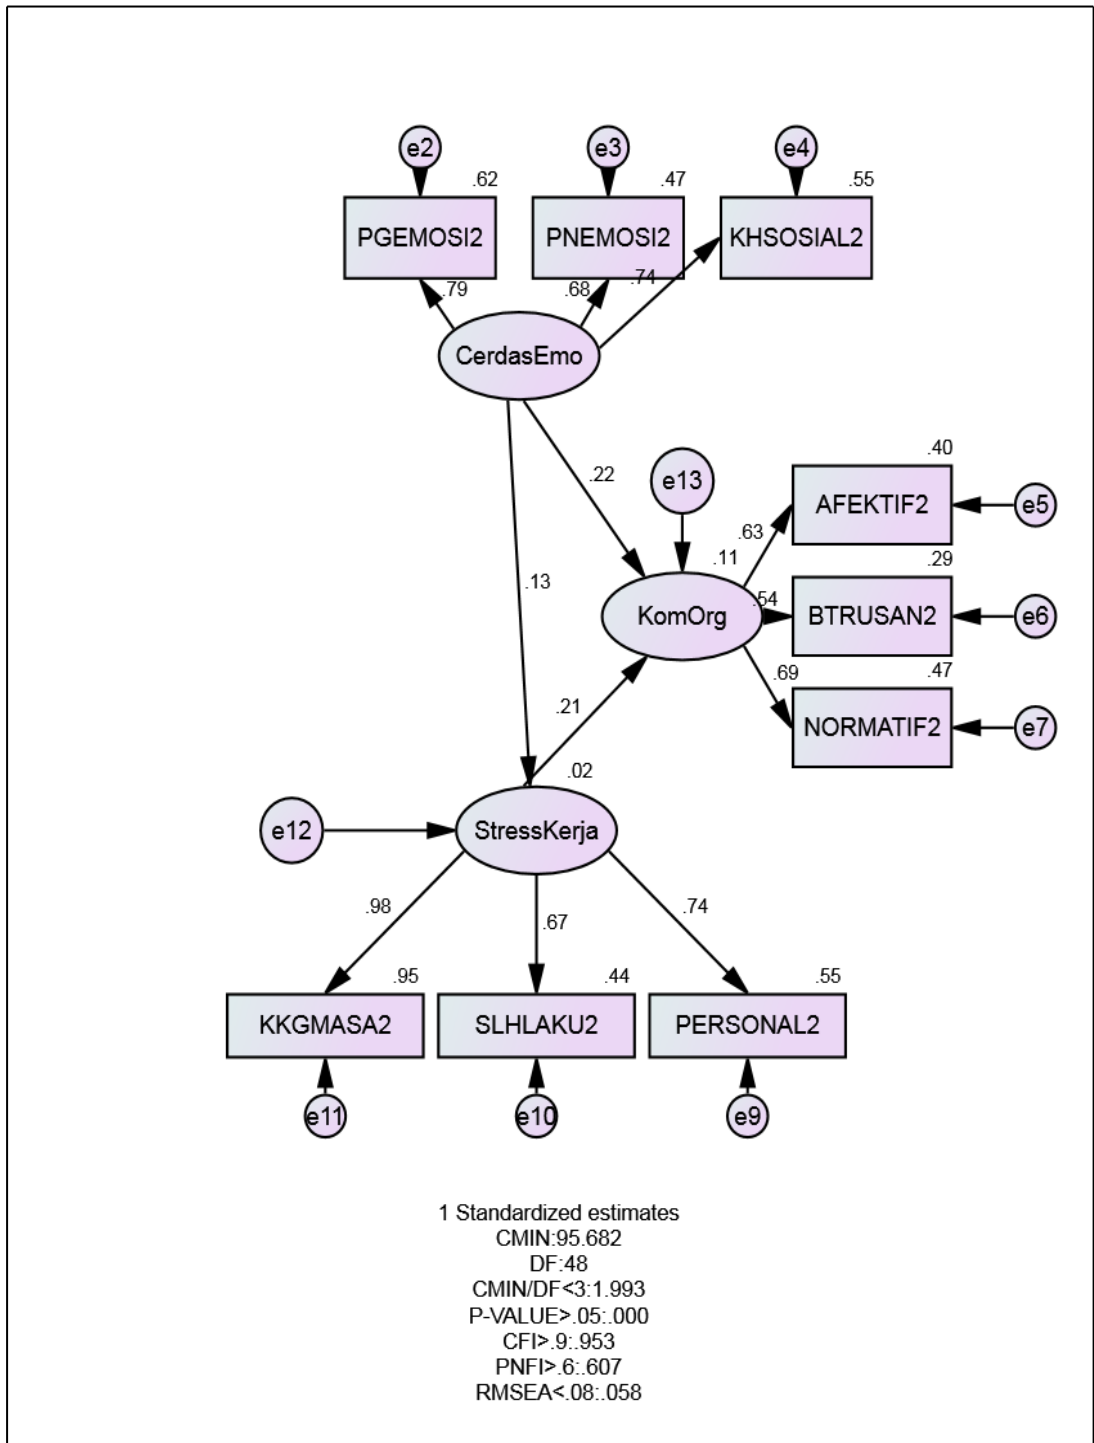 e2
e3
e4
.62
.47
.55
PGEMOSI2
PNEMOSI2
KHSOSIAL2
.79
.68
.74
CerdasEmo
.22
.13
e13
.40
AFEKTIF2
e5
.63
.11
.29
KomOrg
.54
BTRUSAN2
e6
.69
.47
NORMATIF2
e7
.21
.02
e12
StressKerja
.98
.67
.74
.95
.44
.55
KKGMASA2
SLHLAKU2
PERSONAL2
e11
e10
e9
1 Standardized estimates
CMIN:95.682
DF:48
CMIN/DF<3:1.993
P-VALUE>.05:.000
CFI>.9:.953
PNFI>.6:.607
RMSEA<.08:.058